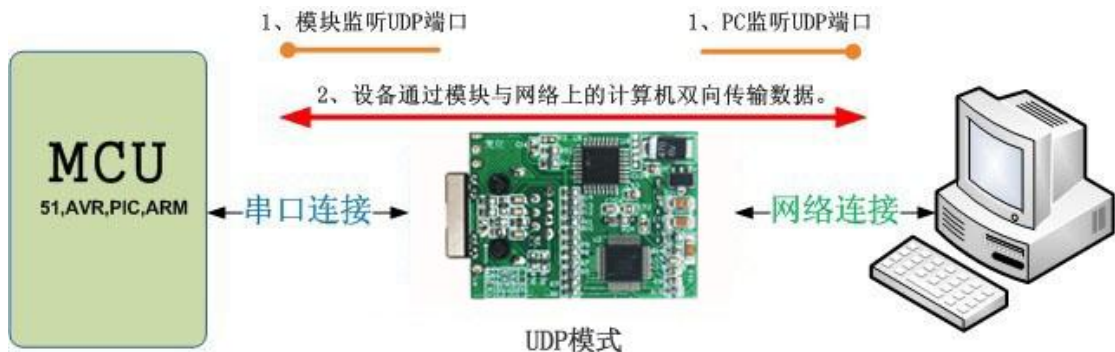 1、模块监听UDP端口
1、PC监听UDP端口
2、设备通过模块与网络上的计算机双向传输数据。
MCU
51,AVR,PIC,ARM
串口连接
网络连接
UDP模式